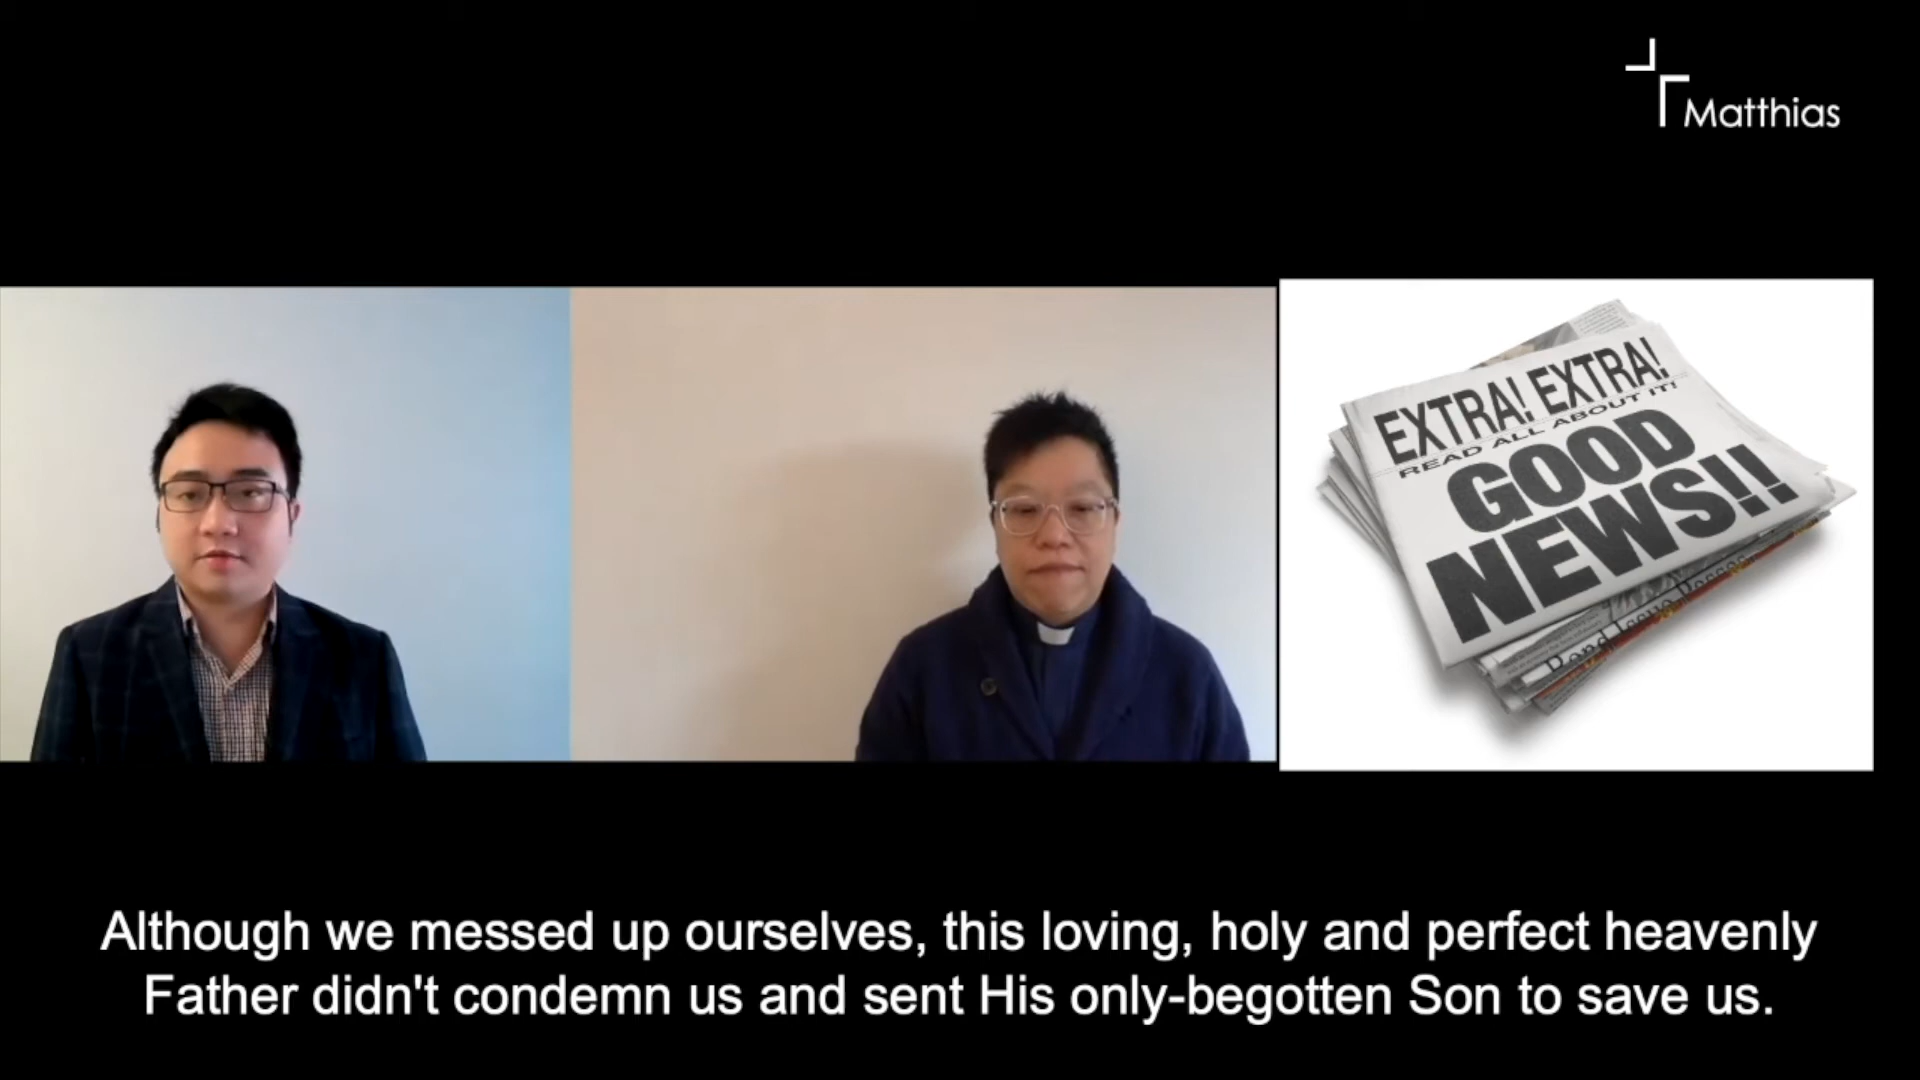 Matthias
EXTRA! EXTRA!
READ ALL ABOUT IT!
GOOD
NEWS!!
Although we messed up ourselves, this loving, holy and perfect heavenly
Father didn't condemn us and sent His only-begotten Son to save us.